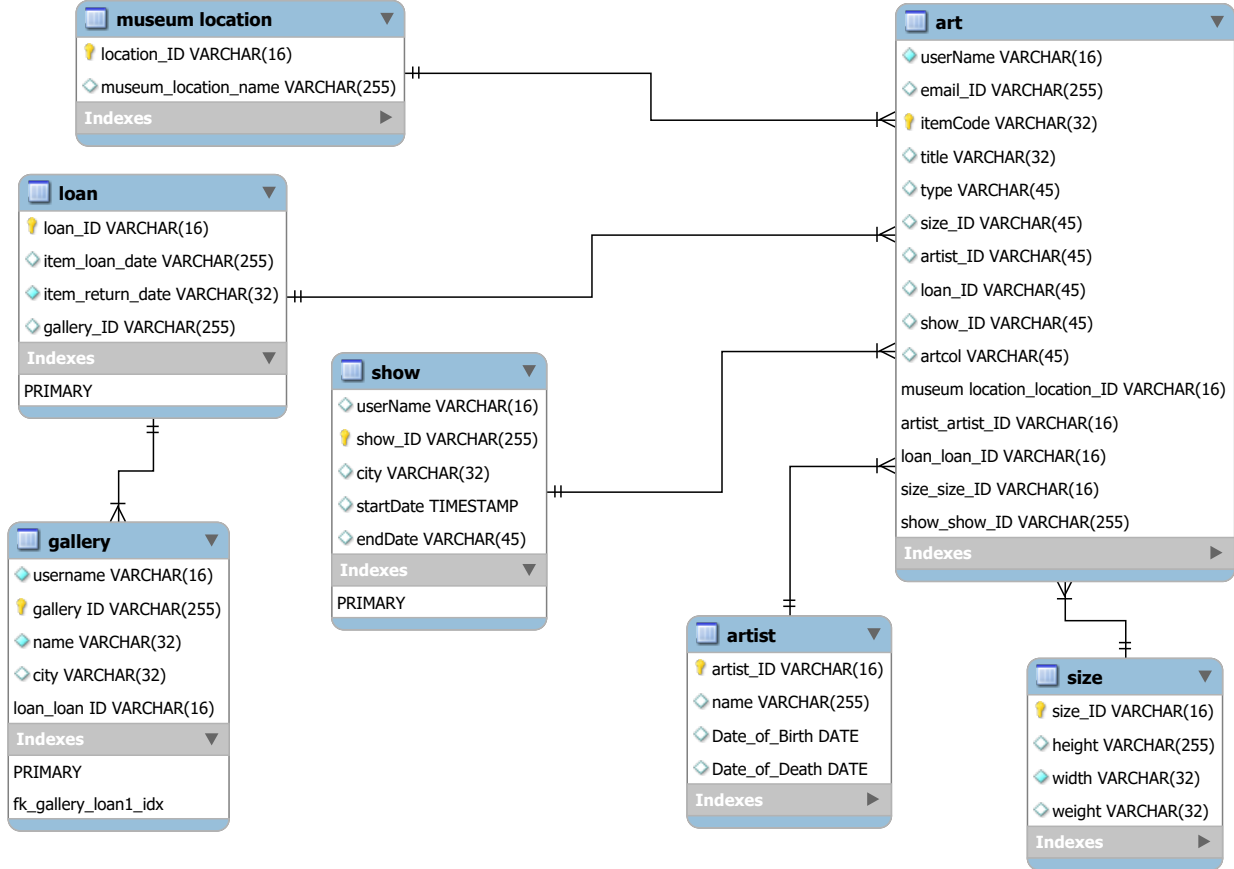 museum location
location_ID VARCHAR(16)
museum_location_name VARCHAR(255)
Indexes
loan
loan_ID VARCHAR(16)
item_loan_date VARCHAR(255)
item_return_date VARCHAR(32)
gallery_ID VARCHAR(255)
Indexes
PRIMARY
gallery
username VARCHAR(16)
gallery ID VARCHAR(255)
name VARCHAR(32)
city VARCHAR(32)
loan_loan ID VARCHAR(16)
Indexes
PRIMARY
fk_gallery_loan1_idx
show
userName VARCHAR(16)
show_ID VARCHAR(255)
city VARCHAR(32)
startDate TIMESTAMP
endDate VARCHAR(45)
Indexes
PRIMARY
art
userName VARCHAR(16)
email_ID VARCHAR(255)
itemCode VARCHAR(32)
title VARCHAR(32)
type VARCHAR(45)
size_ID VARCHAR(45)
artist_ID VARCHAR(45)
loan_ID VARCHAR(45)
show_ID VARCHAR(45)
artcol VARCHAR(45)
museum location_location_ID VARCHAR(16)
artist_artist_ID VARCHAR(16)
loan_loan_ID VARCHAR(16)
size_size_ID VARCHAR(16)
show_show_ID VARCHAR(255)
Indexes
artist
artist_ID VARCHAR(16)
name VARCHAR(255)
Date_of_Birth DATE
Date_of_Death DATE
Indexes
size
size_ID VARCHAR(16)
height VARCHAR(255)
width VARCHAR(32)
weight VARCHAR(32)
Indexes